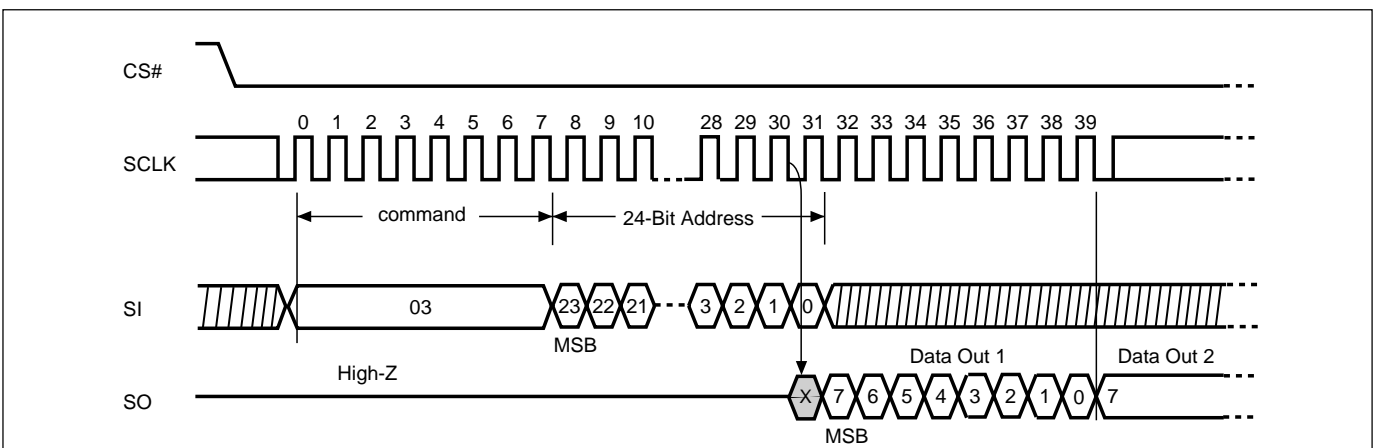 CS#
0 1 2 3 4 5 6 7 8 9 10 28 29 30 31 32 33 34 35 36 37 38 39
SCLK
command
24-Bit Address
SI
03
23 22 21 3 2 1 0
MSB
Data Out 1
Data Out 2
High-Z
SO
X 7 6 5 4 3 2 1 0 7
MSB